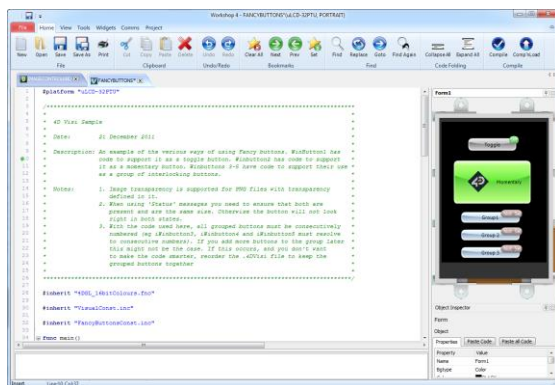 Workshop 4 - FANCYBUTTONS*(uLCD-32PTU, PORTRAIT)
File Home View Tools Widgets Comms Project
New Open Save Save As Print Cut Copy Paste Delete Undo Redo Clear All Next Prev Set Find Replace Goto Find Again Collapse All Expand All Compile CompnLoad
File Clipboard Undo/Redo Bookmarks Find Code Folding Compile
FANCYBUTTONS*
#platform "uLCD-32PTU"
4D Visi Sample
Date: 21 December 2011
Description: An example of the various ways of using Fancy buttons. WinButton1 has
code to support it as a toggle button. Winbutton2 has code to support
it as a momentary button. Winbuttons 3-5 have code to support their use
as a group of interlocking buttons.
Notes: 1. Image transparency is supported for PNG files with transparency
defined in it.
2. When using 'Status' messages you need to ensure that both are
present and are the same size. Otherwise the button will not look
right in both states.
3. With the code used here, all grouped buttons must be consecutively
numbered (eg iWinbutton3, iWinbutton4 and iWinbutton5 must resolve
to consecutive numbers). If you add more buttons to the group later
this might not be the case. If this occurs, and you don't want
to make the code smarter, reorder the .4DVisi file to keep the
grouped buttons together
#inherit "4DGL_16bitColours.fnc"
#inherit "VisualConst.inc"
#inherit "FancyButtonsConst.inc"
func main()
Form1
Toggle
Momentary
Group1
Group 2
Group 3
Object Inspector
Form
Object
Properties Paste Code Paste all Code
Property Value
Name Form1
Bgtype Color
Insert